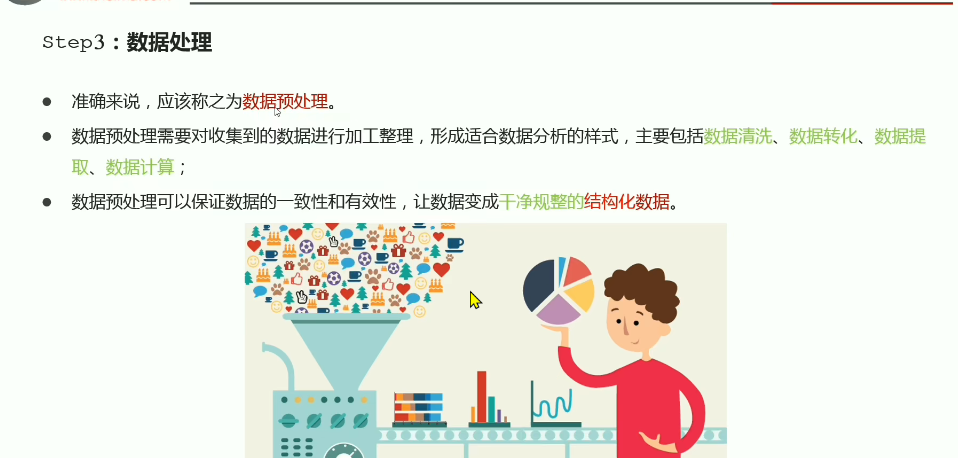 Step3：数据处理
● 准确来说，应该称之为数据预处理。
● 数据预处理需要对收集到的数据进行加工整理，形成适合数据分析的样式，主要包括数据清洗、数据转化、数据提
取、数据计算；
● 数据预处理可以保证数据的一致性和有效性，让数据变成干净规整的结构化数据。